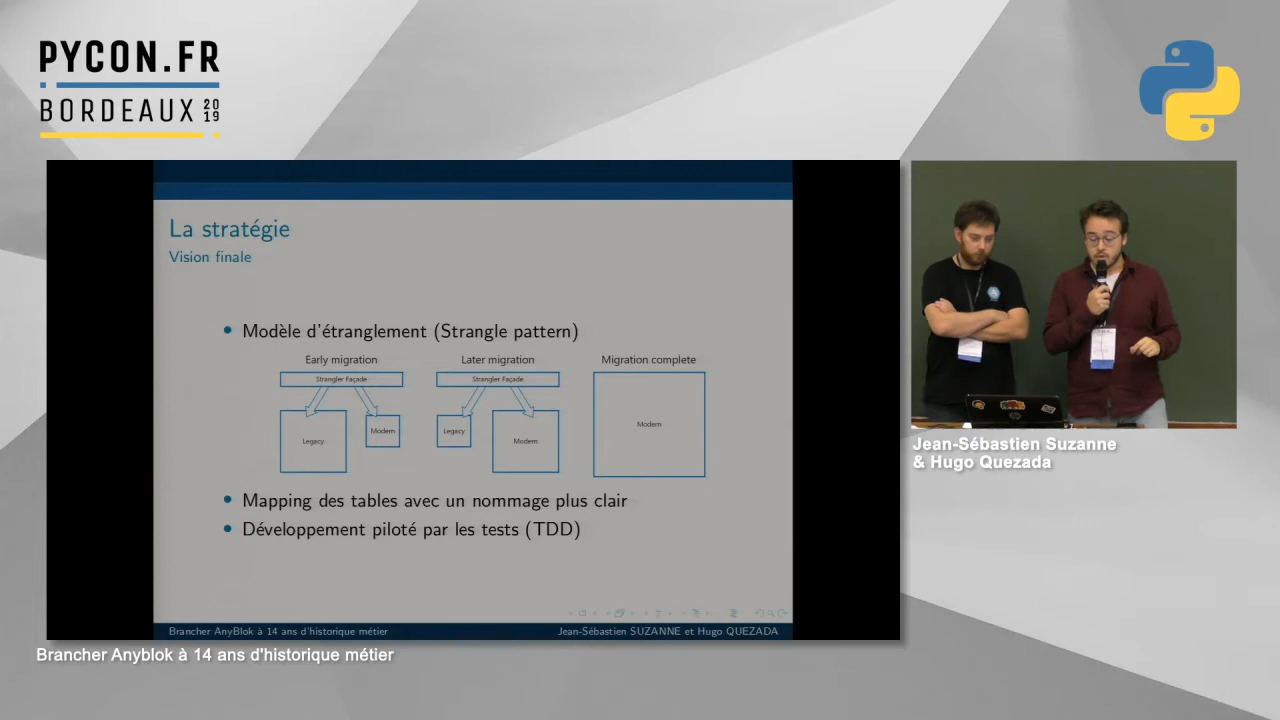 PYCON.FR
BORDEAUX 2019
La stratégie
Vision finale
Modèle d'étranglement (Strangle pattern)
Early migration
Later migration
Migration complete
Strangler Façade
Strangler Façade
Legacy
Modern
Legacy
Modern
Modern
Mapping des tables avec un nommage plus clair
Développement piloté par les tests (TDD)
Brancher AnyBlok à 14 ans d'historique métier
Jean-Sébastien SUZANNE et Hugo QUEZADA
Jean-Sébastien Suzanne
& Hugo Quezada
Brancher Anyblok à 14 ans d'historique métier